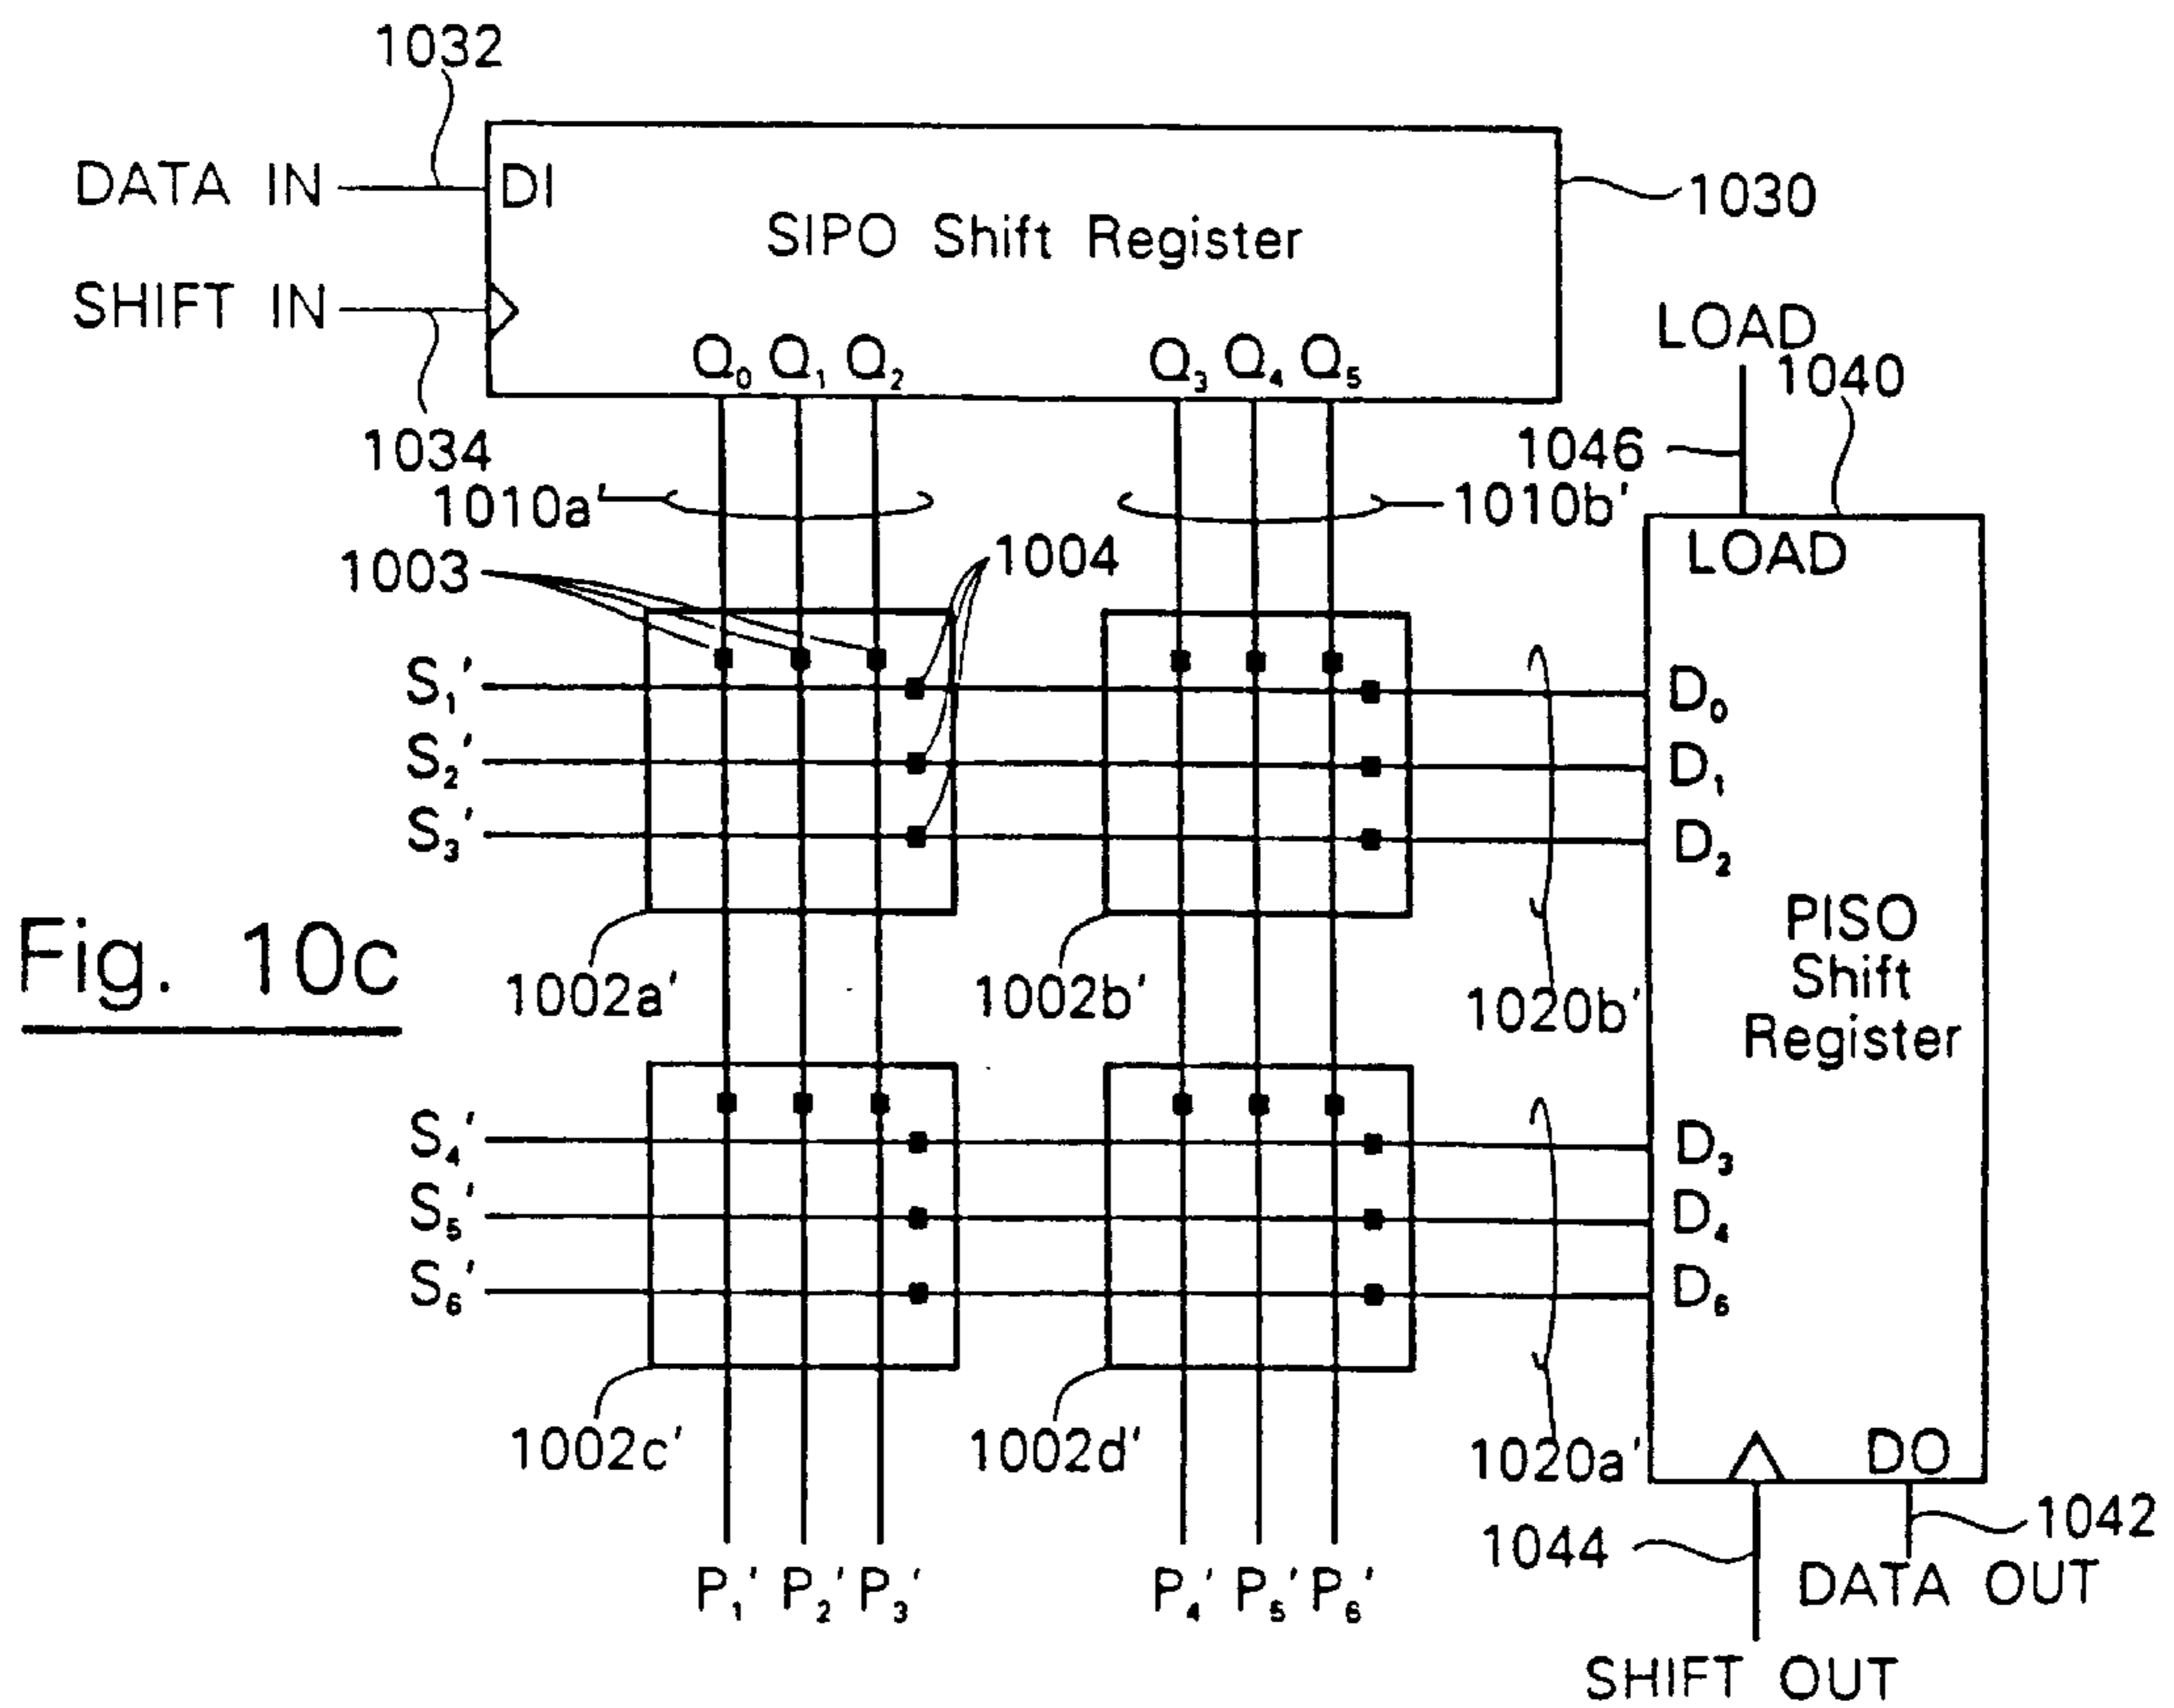 1032
DATA IN
DI
1030
SIPO Shift Register
SHIFT IN
LOAD
Q₀ Q₁ Q₂ Q₃ Q₄ Q₅
1040
1034
1046
1010a'
1010b'
1003
1004
LOAD
S₁'
D₀
S₂'
D₁
S₃'
D₂
PISO
Shift
Register
Fig. 10c
1002a'
1002b'
1020b'
S₄'
D₃
S₅'
D₄
S₆'
D₆
1002c'
1002d'
1020a'
DO
1044
1042
P₁' P₂' P₃' P₄' P₅' P₆'
DATA OUT
SHIFT OUT